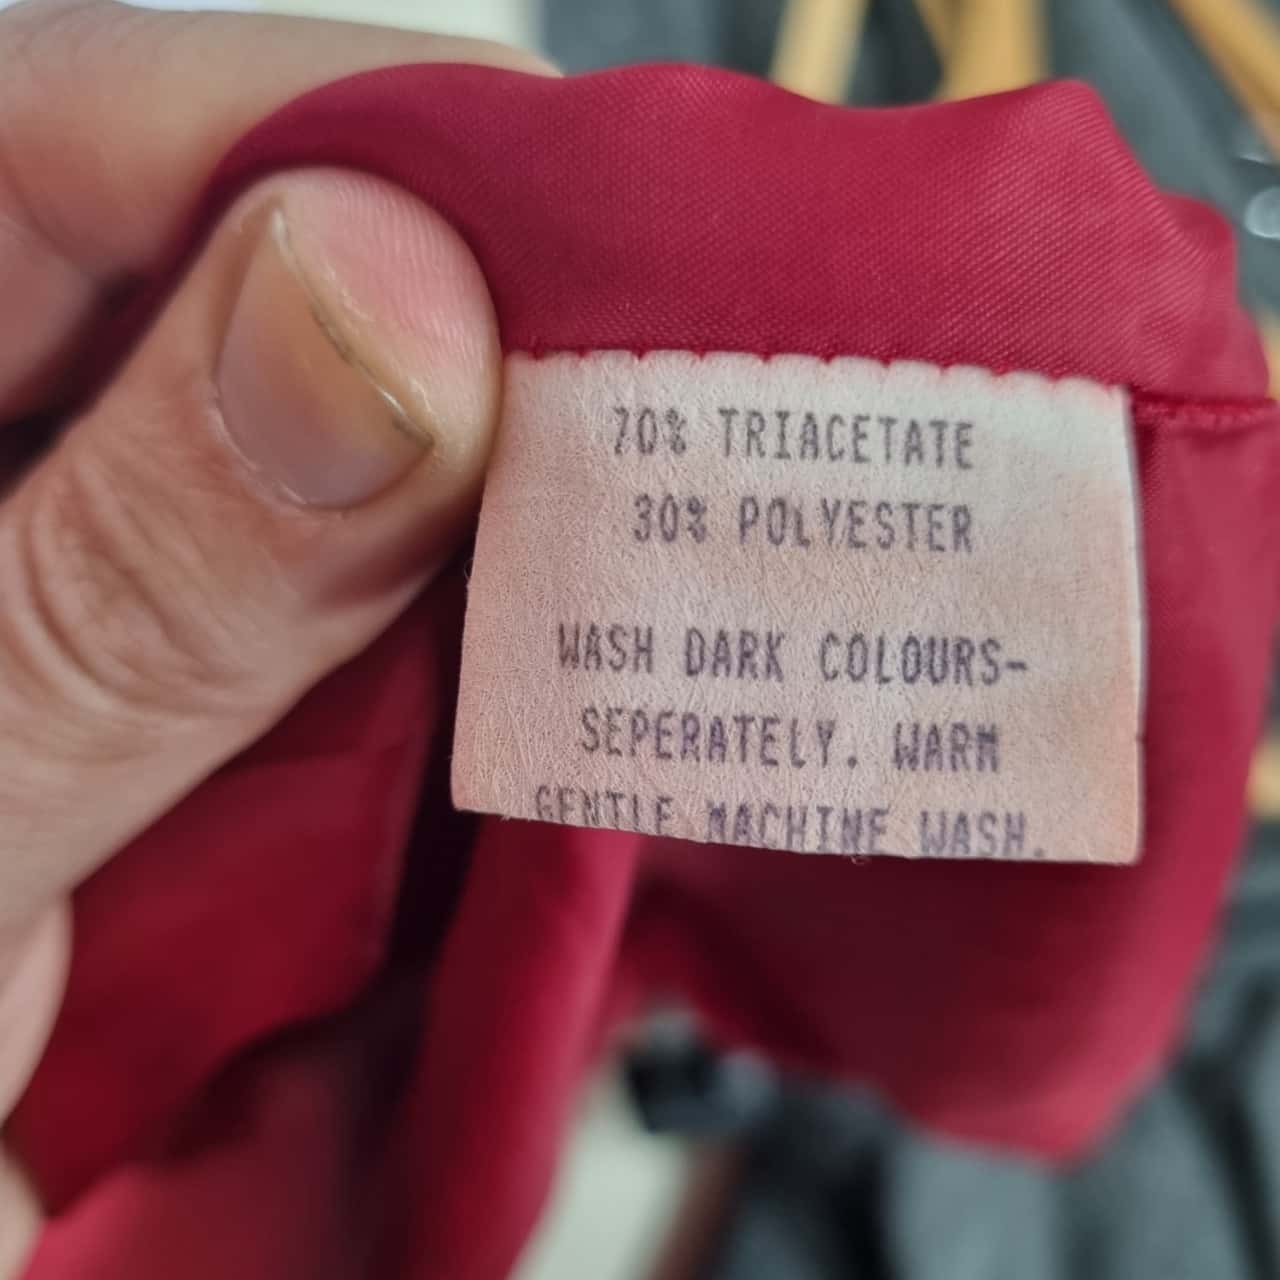 70% TRIACETATE
30% POLYESTER
WASH DARK COLOURS-
SEPERATELY. WARM
GENTLE MACHINE WASH.